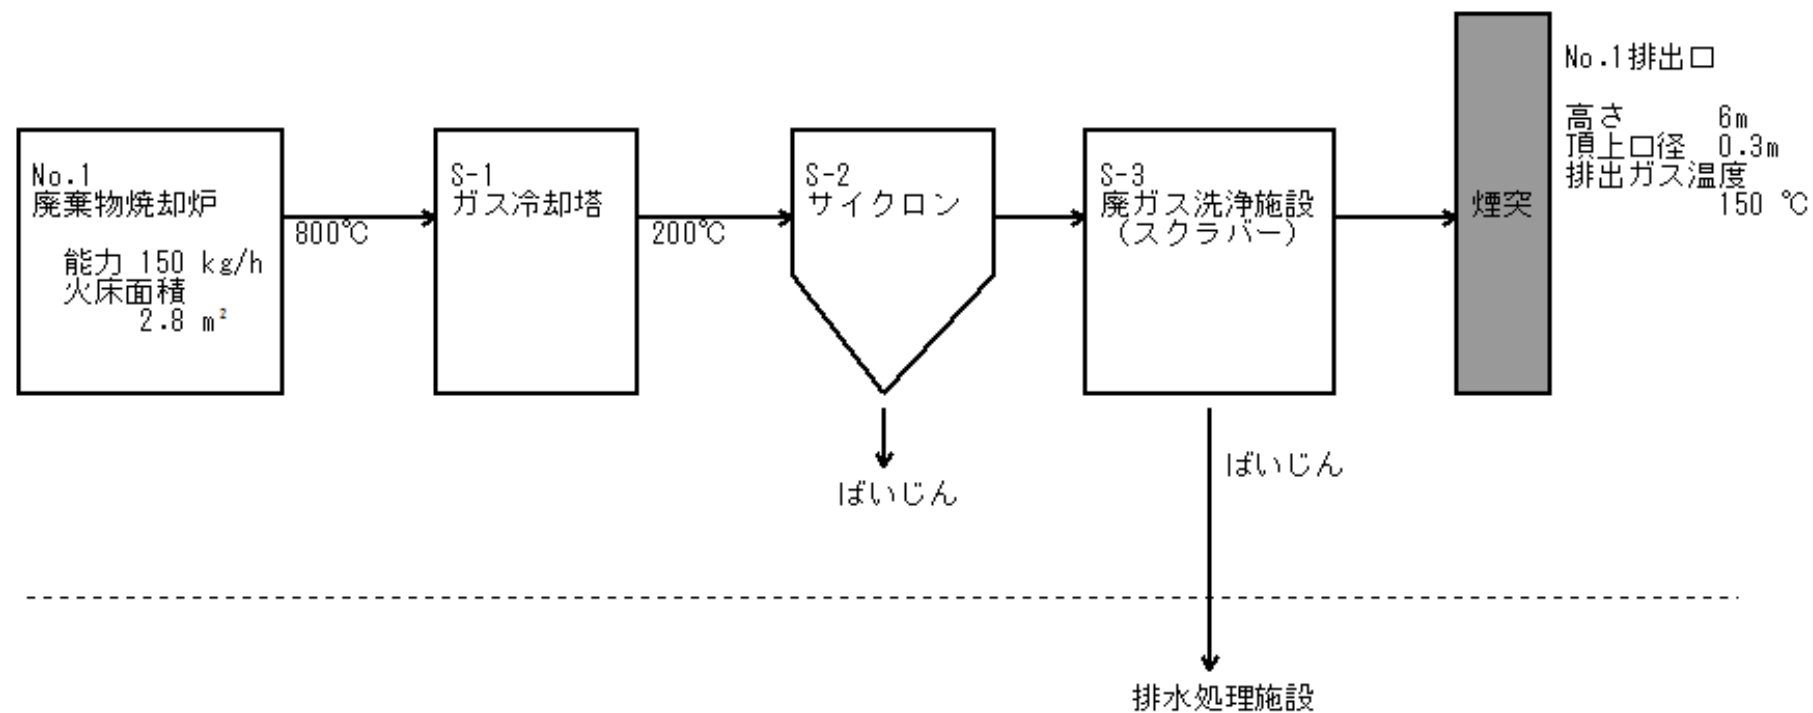 No.1
廃棄物焼却炉
能力 150 kg/h
火床面積
2.8 m²
800℃
S-1
ガス冷却塔
200℃
S-2
サイクロン
ばいじん
S-3
廃ガス洗浄施設
(スクラバー)
ばいじん
排水処理施設
煙突
No.1排出口
高さ 6m
頂上口径 0.3m
排出ガス温度
150 ℃